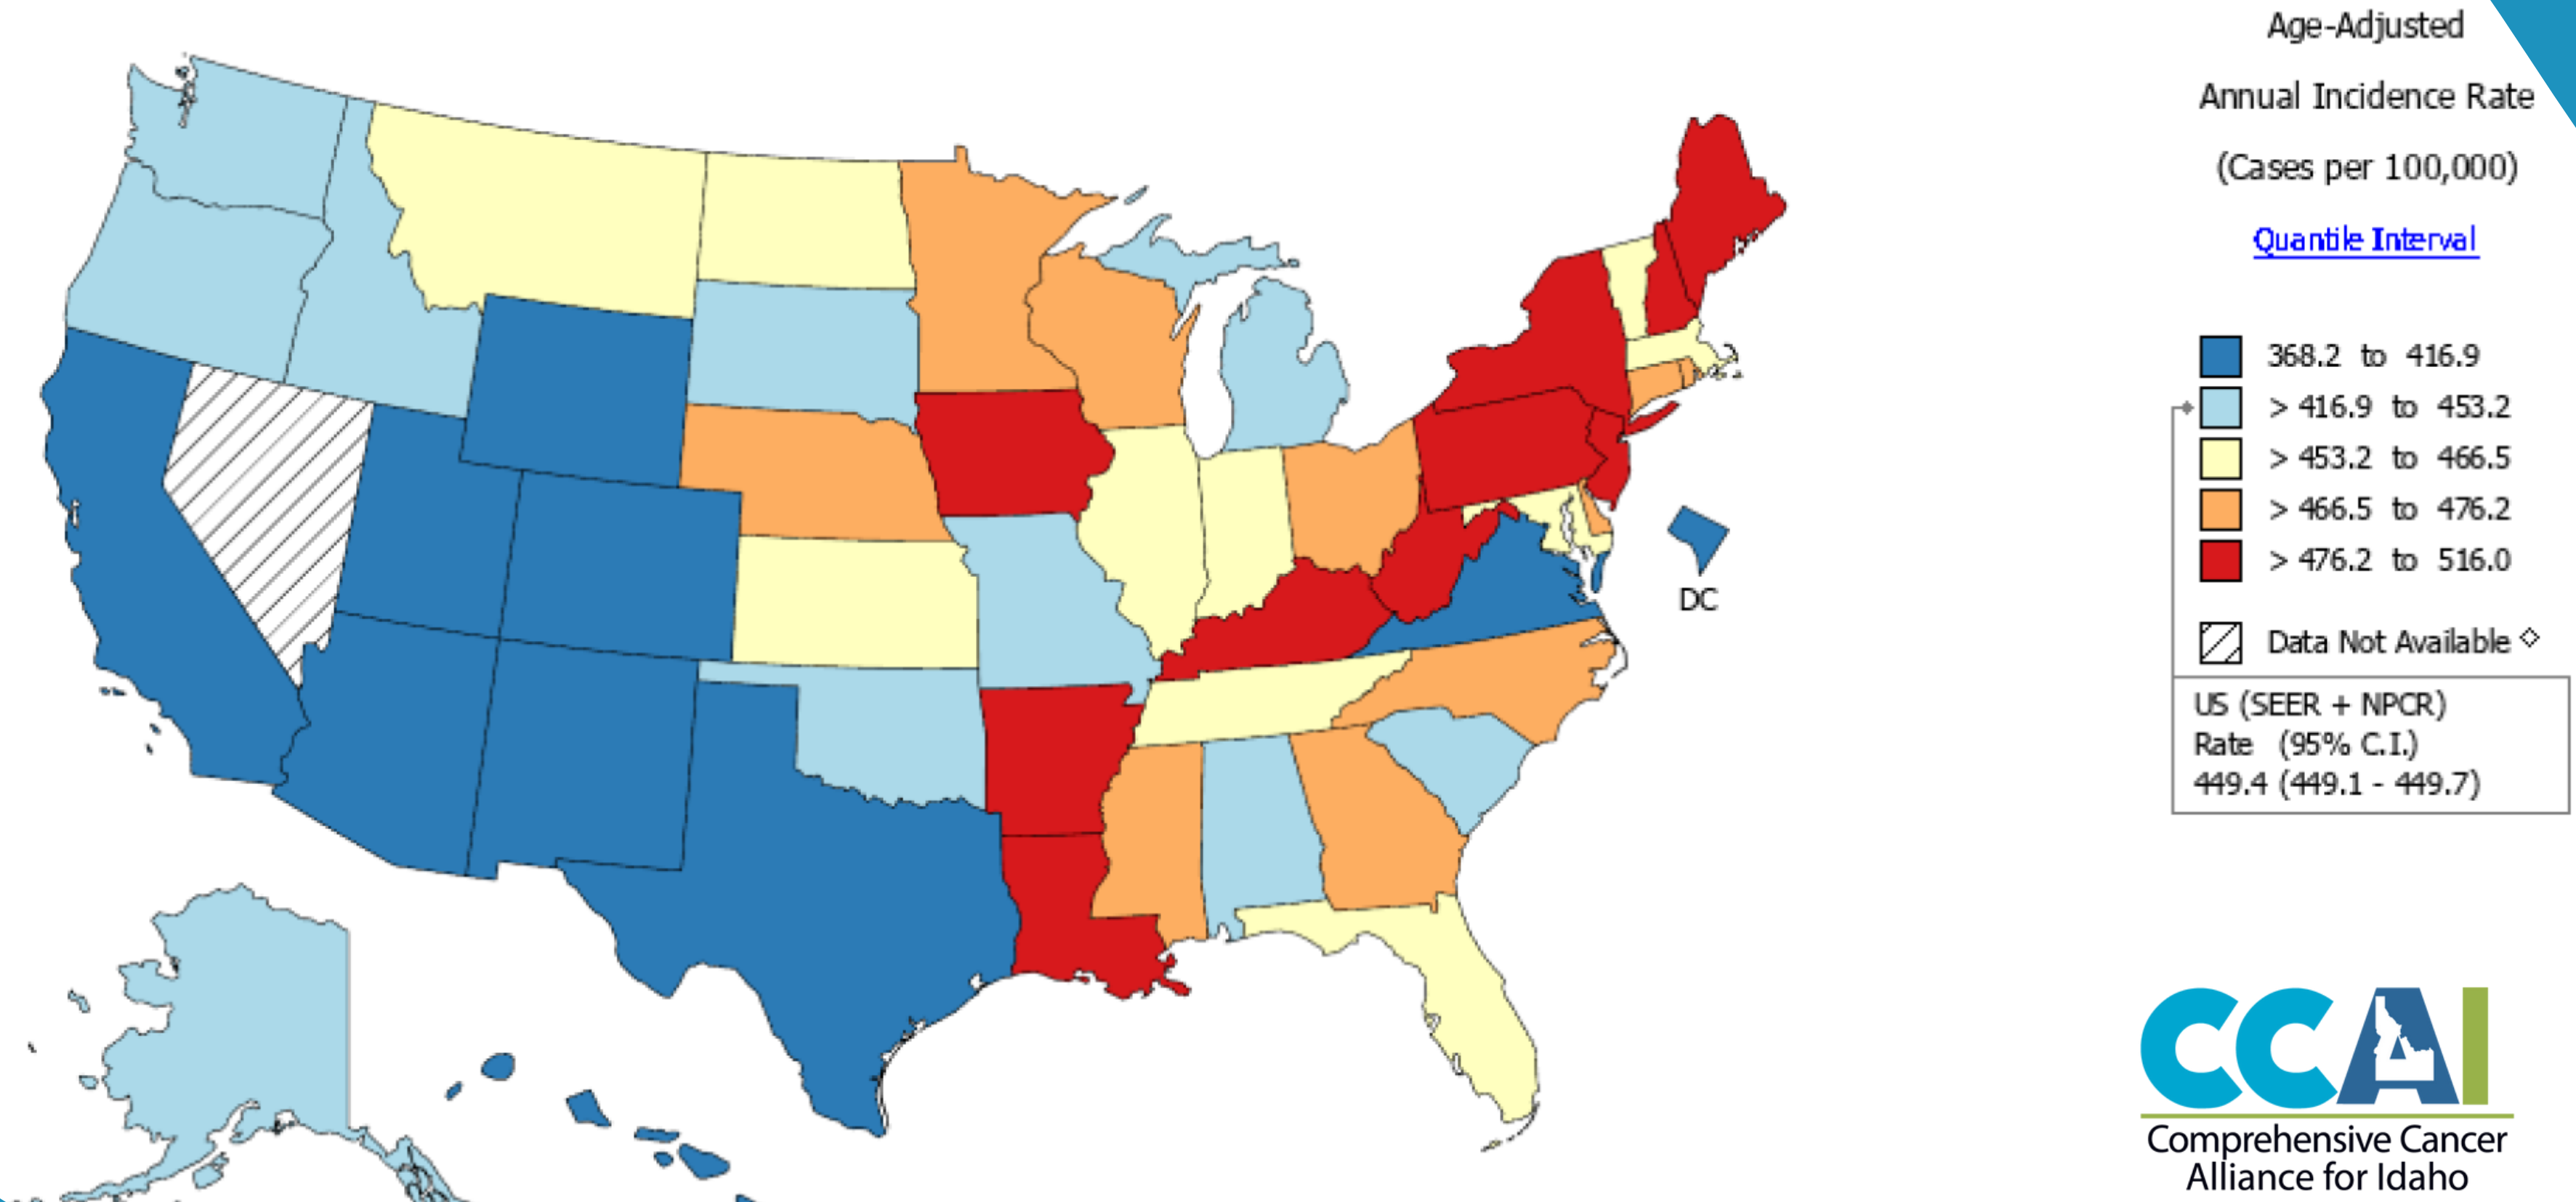 Age-Adjusted
Annual Incidence Rate
(Cases per 100,000)
Quantile Interval
368.2 to 416.9
> 416.9 to 453.2
> 453.2 to 466.5
> 466.5 to 476.2
> 476.2 to 516.0
Data Not Available ◇
US (SEER + NPCR)
Rate (95% C.I.)
449.4 (449.1 - 449.7)
DC
CCAI
Comprehensive Cancer
Alliance for Idaho